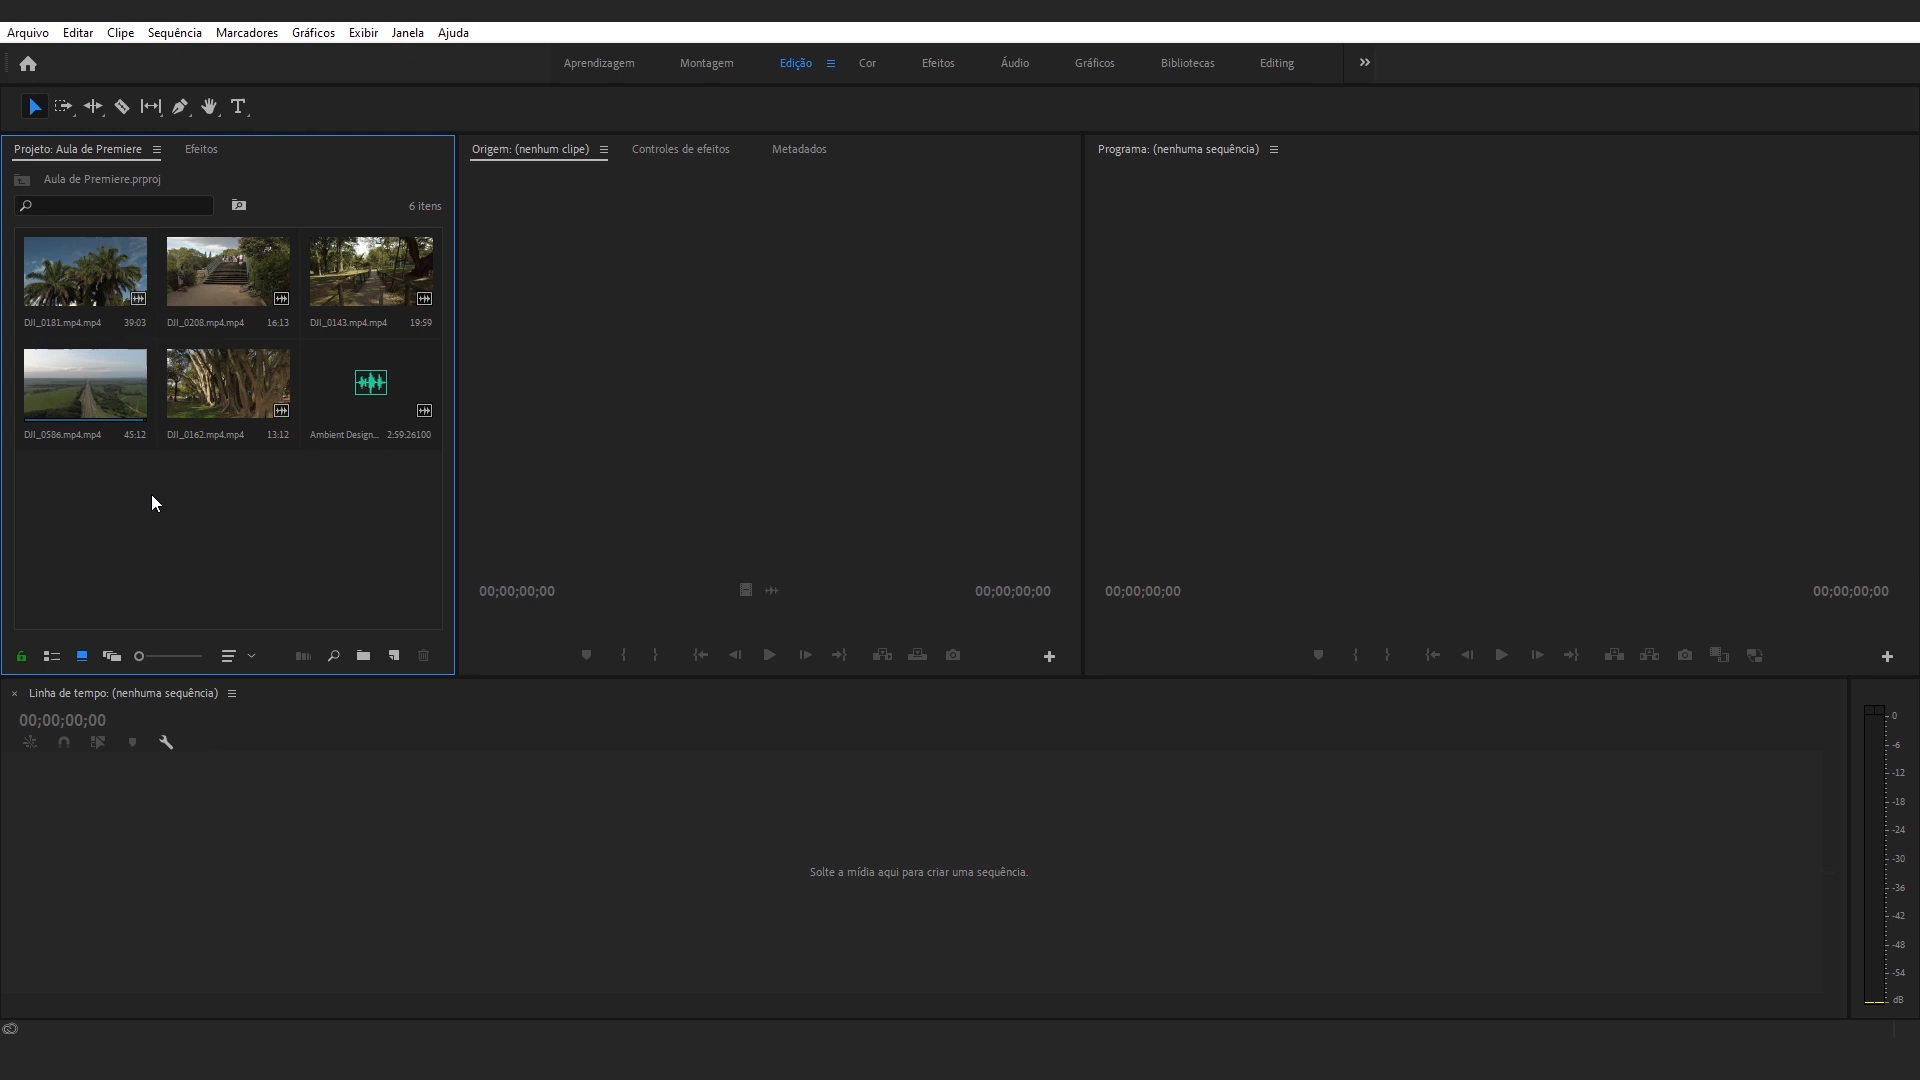 Arquivo Editar Clipe Sequência Marcadores Gráficos Exibir Janela Ajuda
Aprendizagem Montagem Edição Cor Efeitos Áudio Gráficos Bibliotecas Editing
Projeto: Aula de Premiere Efeitos
Aula de Premiere.prproj
6 itens
DJI_0181.mp4.mp4 39:03
DJI_0208.mp4.mp4 16:13
DJI_0143.mp4.mp4 19:59
DJI_0586.mp4.mp4 45:12
DJI_0162.mp4.mp4 13:12
Ambient Design... 2:59:26100
Origem: (nenhum clipe) Controles de efeitos Metadados
00;00;00;00 00;00;00;00
Programa: (nenhuma sequência)
00;00;00;00 00;00;00;00
Linha de tempo: (nenhuma sequência)
00;00;00;00
Solte a mídia aqui para criar uma sequência.
0
-6
-12
-18
-24
-30
-36
-42
-48
-54
dB